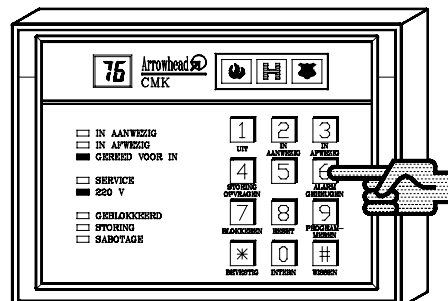 76
Arrowhead
CMK
H
IN AANWEZIG
IN AFWEZIG
GEREED VOOR IN
SERVICE
220 V
GEBLOKKEERD
STORING
SABOTAGE
1 2 3
UIT IN AANWEZIG IN AFWEZIG
4 5 6
STORING OPVRAGEN ALARM GEHEUGEN
7 8 9
BLOKKEREN RESET PROGRAM-
MEREN
* 0 #
BEVESTIG INTERN WISSEN